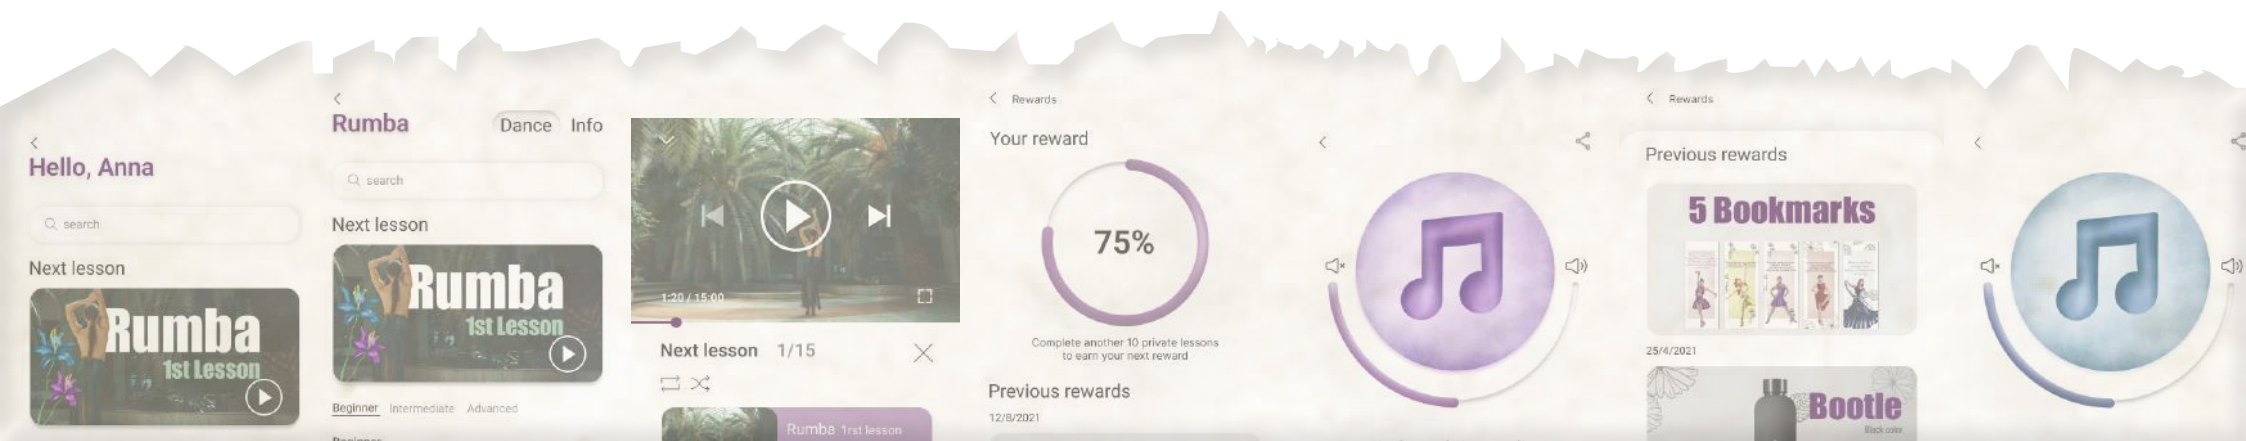 Hello, Anna
search
Next lesson
Rumba
1st Lesson
Rumba
Dance Info
search
Next lesson
Rumba
1st Lesson
Beginner Intermediate Advanced
1:20 / 15:00
Next lesson 1/15
Rumba 1rst lesson
Rewards
Your reward
75%
Complete another 10 private lessons
to earn your next reward
Previous rewards
12/8/2021
Rewards
Previous rewards
5 Bookmarks
25/4/2021
Bootle
Black color